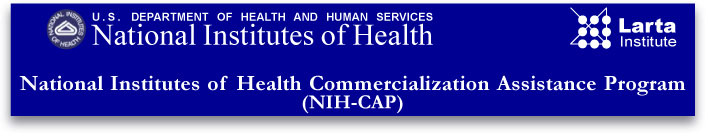 U.S. DEPARTMENT OF HEALTH AND HUMAN SERVICES
National Institutes of Health
Larta
Institute
National Institutes of Health Commercialization Assistance Program
(NIH-CAP)